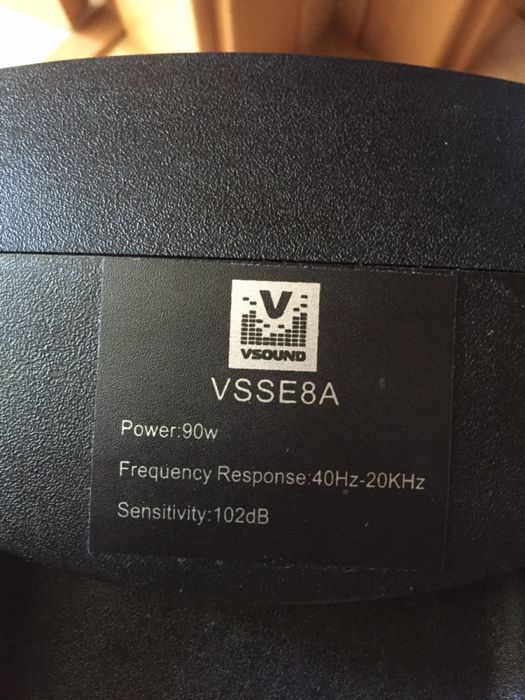 V
VSOUND
VSSE8A
Power:90w
Frequency Response:40Hz-20KHz
Sensitivity:102dB